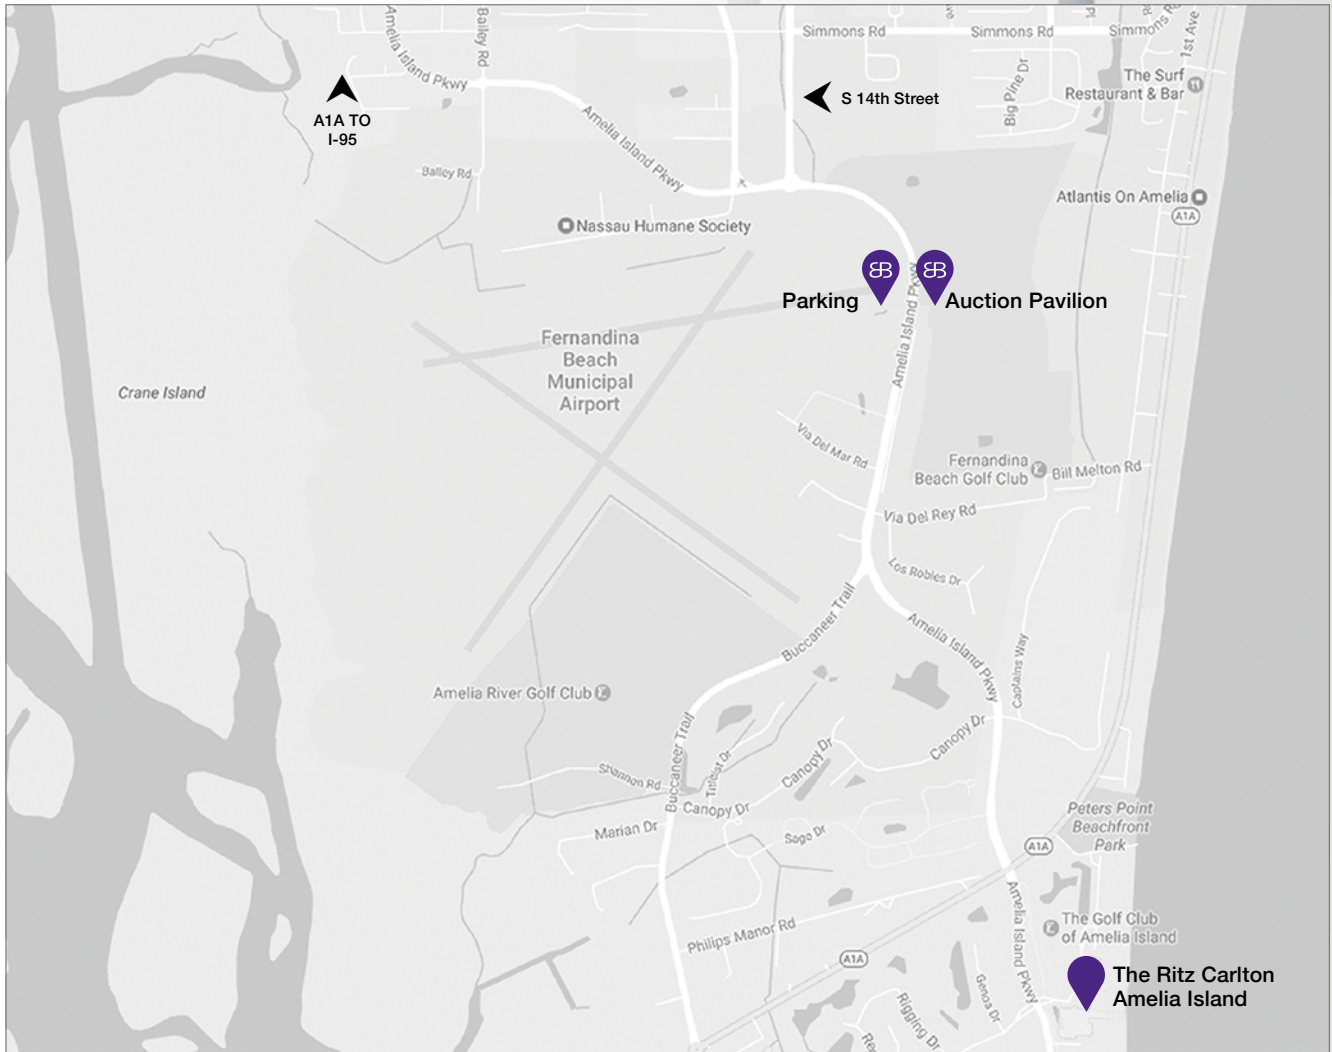 Simmons Rd
Simmons Rd
Simmons R
1st Ave
Amelia Island Pkwy
Bailey Rd
The Surf
Restaurant & Bar
Big Pine Dr
S 14th Street
A1A TO
I-95
Amelia Island Pkwy
Bailey Rd
Atlantis On Amelia
A1A
Nassau Humane Society
Parking
Auction Pavilion
Amelia Island Pkwy
Fernandina
Beach
Municipal
Airport
Crane Island
Via Del Mar Rd
Fernandina
Beach Golf Club
Bill Melton Rd
Via Del Rey Rd
Los Robles Dr
Buccaneer Trail
Amelia Island Pkwy
Captains Way
Amelia River Golf Club
Buccaneer Trail
Canopy Dr
Canopy Dr
Titleist Dr
Shannon Rd
Canopy Dr
Marian Dr
Sago Dr
Peters Point
Beachfront
Park
A1A
Amelia Island Pkwy
The Golf Club
of Amelia Island
Philips Manor Rd
A1A
Genoa Dr
Rigging Dr
The Ritz Carlton
Amelia Island